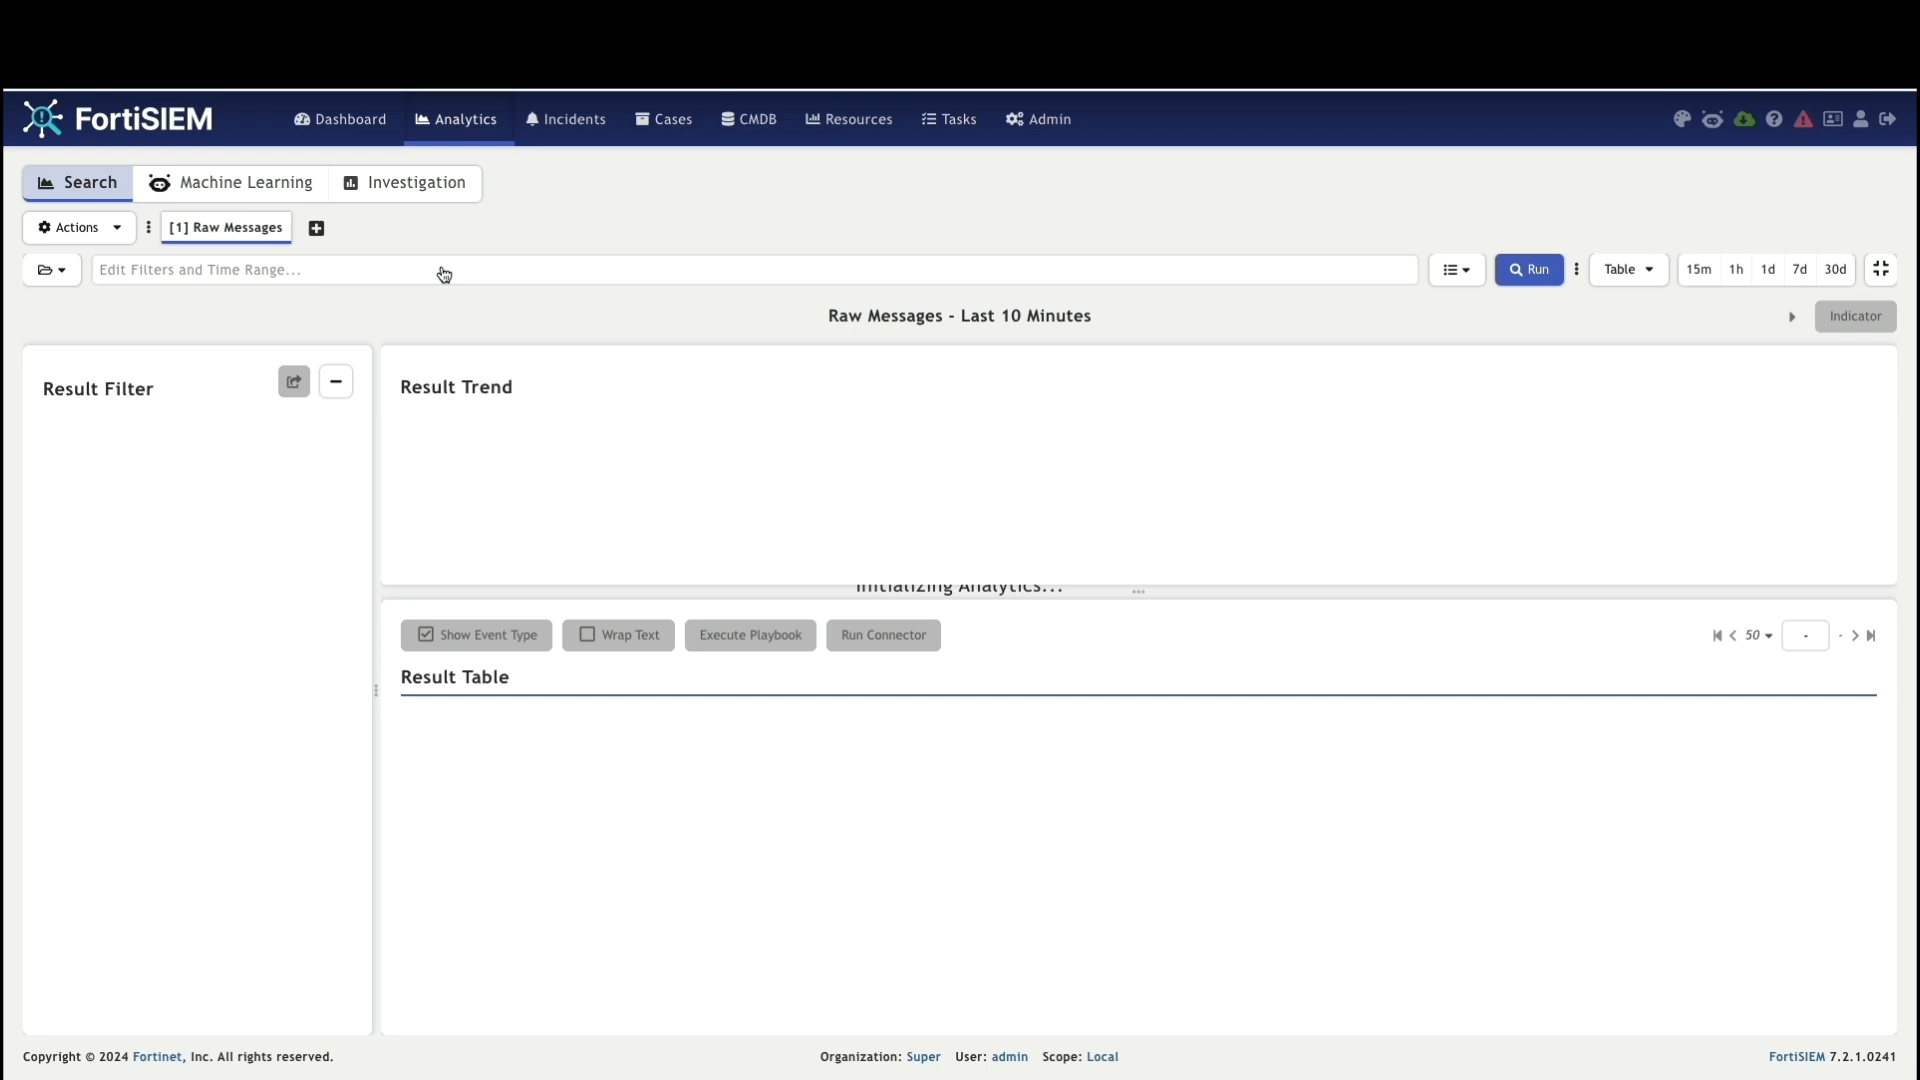 FortiSIEM Dashboard Analytics Incidents Cases CMDB Resources Tasks Admin
Search Machine Learning Investigation
Actions [1] Raw Messages
Edit Filters and Time Range... Run Table 15m 1h 1d 7d 30d
Raw Messages - Last 10 Minutes Indicator
Result Filter
Result Trend
Initializing Analytics...
Show Event Type Wrap Text Execute Playbook Run Connector 50 - -
Result Table
Copyright © 2024 Fortinet, Inc. All rights reserved. Organization: Super User: admin Scope: Local FortiSIEM 7.2.1.0241